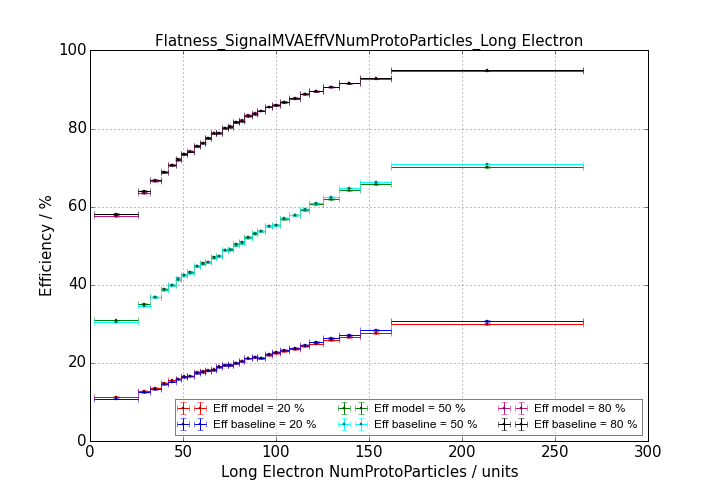 Flatness_SignalMVAEffVNumProtoParticles_Long Electron
100
80
60
40
20
0
Efficiency / %
Eff model = 20 % Eff model = 50 % Eff model = 80 %
Eff baseline = 20 % Eff baseline = 50 % Eff baseline = 80 %
0 50 100 150 200 250 300
Long Electron NumProtoParticles / units